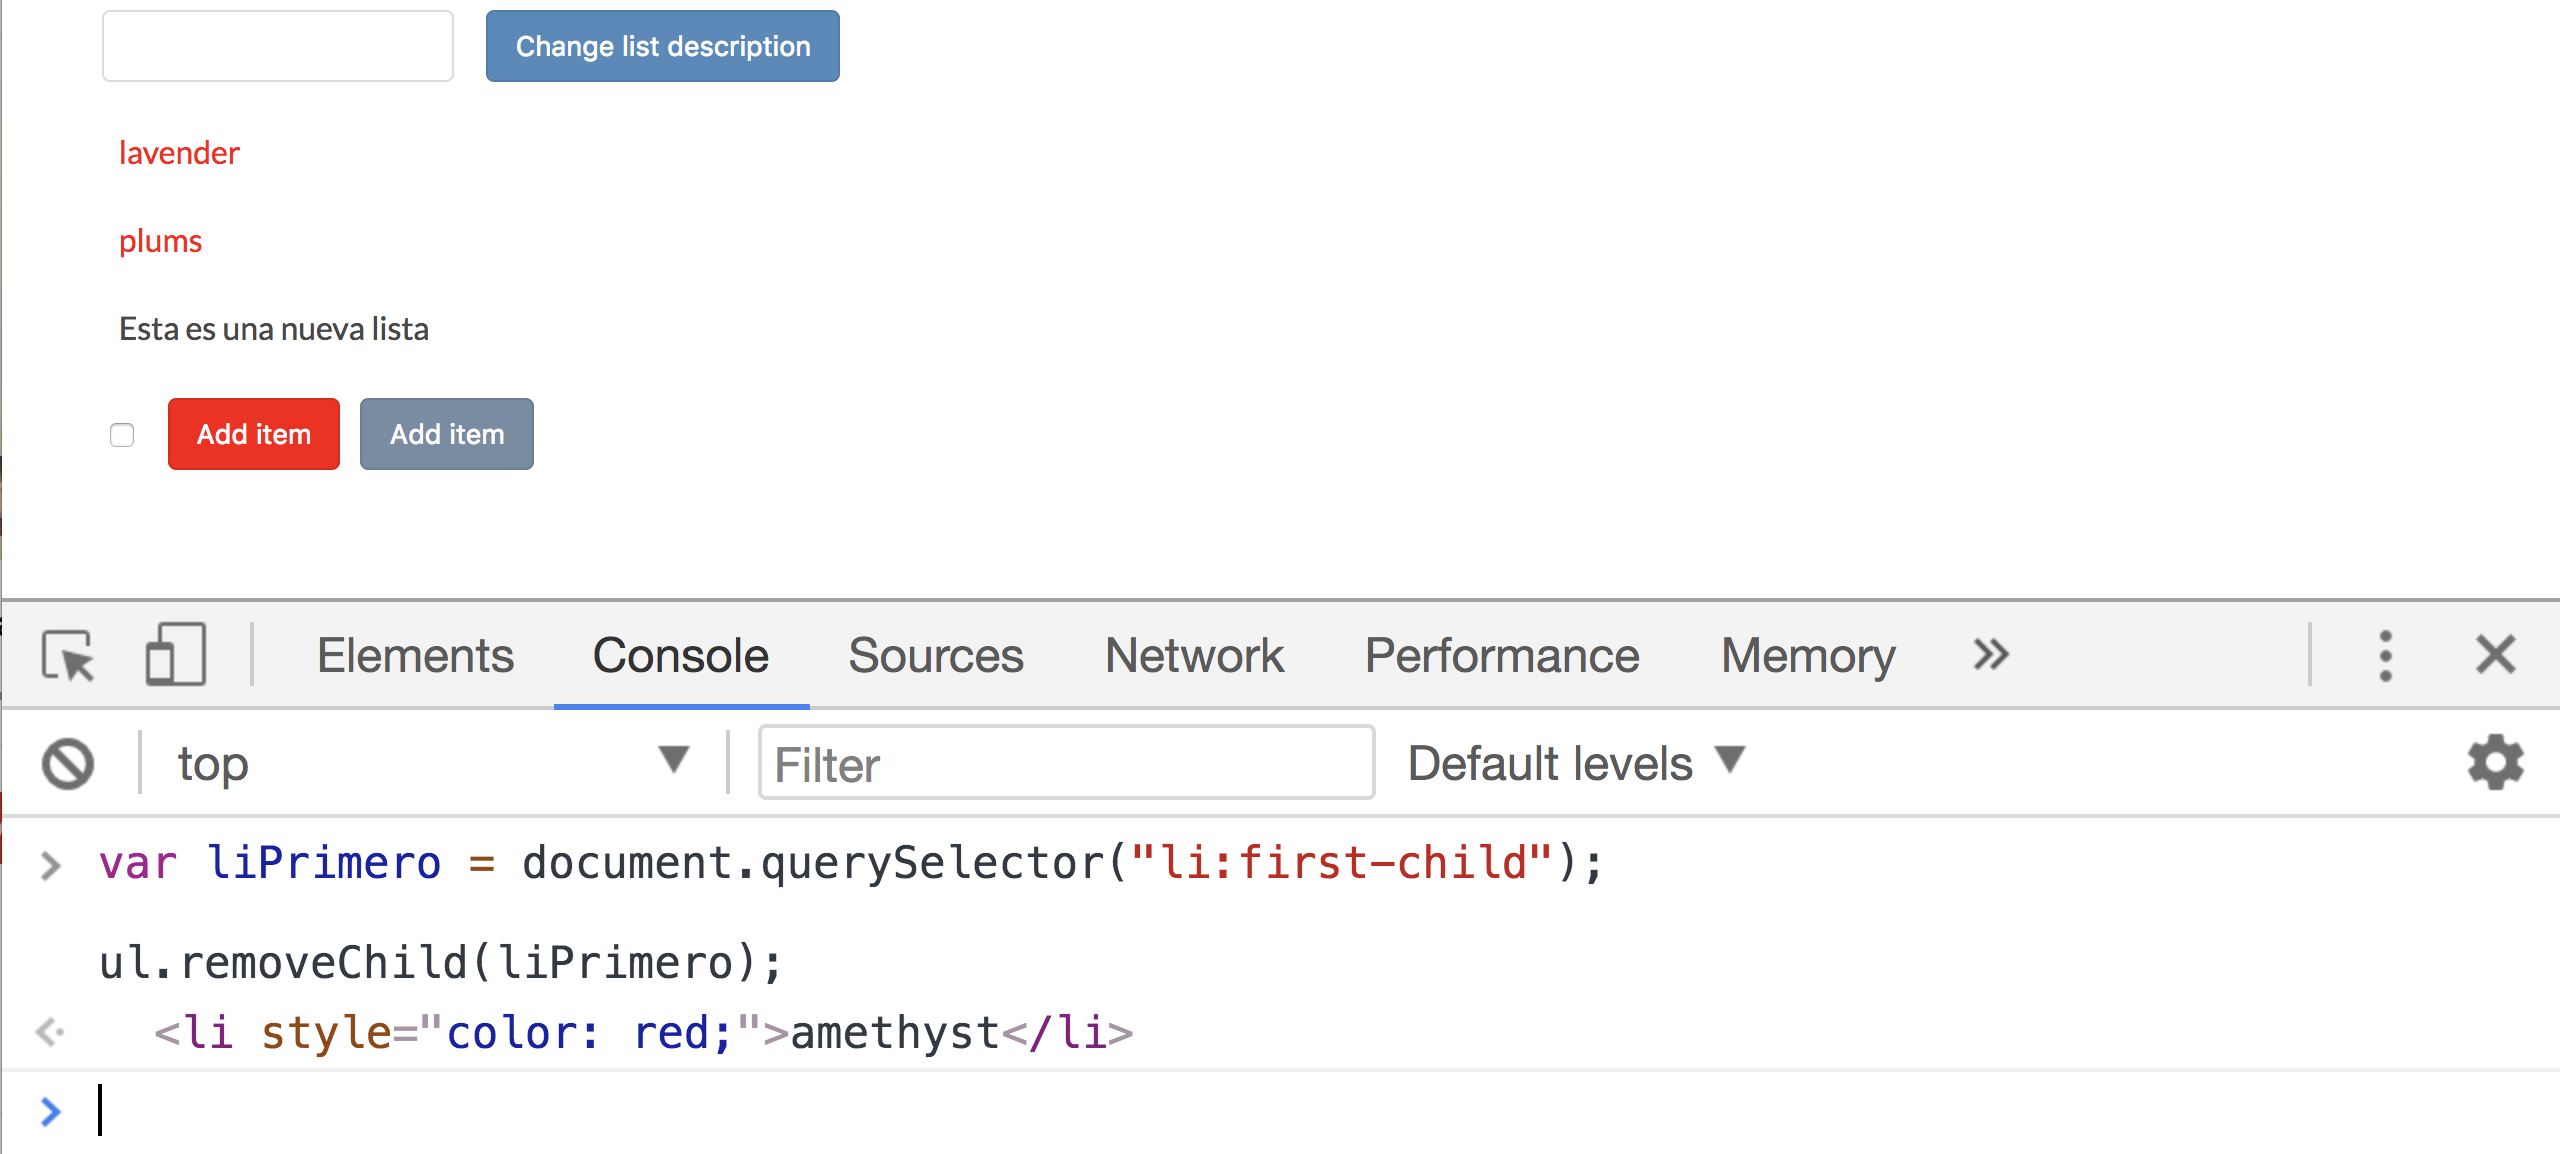 Change list description
lavender
plums
Esta es una nueva lista
Add item Add item
Elements Console Sources Network Performance Memory
top Filter Default levels
var liPrimero = document.querySelector("li:first-child");
ul.removeChild(liPrimero);
<li style="color: red;">amethyst</li>